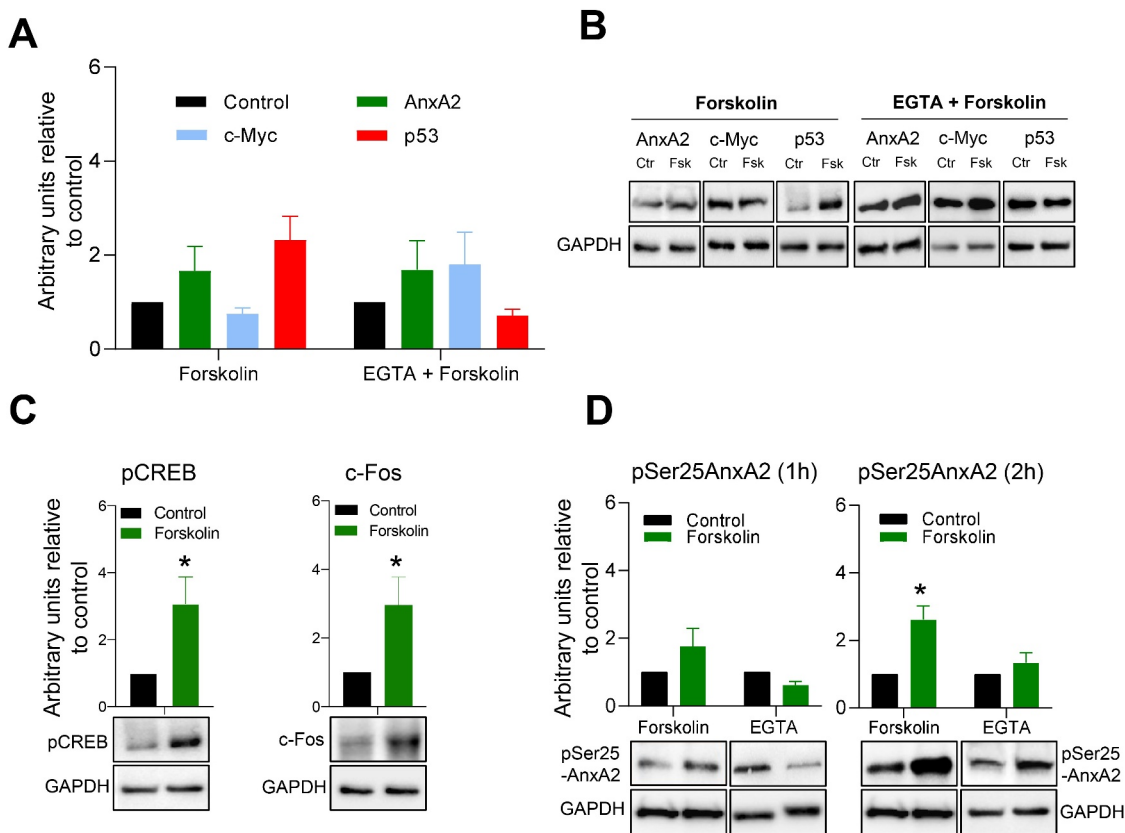 A
Arbitrary units relative
to control
6
4
2
0
Control
AnxA2
c-Myc
p53
Forskolin
EGTA + Forskolin
B
Forskolin
EGTA + Forskolin
AnxA2 c-Myc p53 AnxA2 c-Myc p53
Ctr Fsk Ctr Fsk Ctr Fsk Ctr Fsk Ctr Fsk Ctr Fsk
GAPDH
C
Arbitrary units relative
to control
pCREB
6
4
2
0
Control
Forskolin
*
pCREB
GAPDH
c-Fos
6
4
2
0
Control
Forskolin
*
c-Fos
GAPDH
D
Arbitrary units relative
to control
pSer25AnxA2 (1h)
6
4
2
0
Control
Forskolin
Forskolin
EGTA
pSer25
-AnxA2
GAPDH
pSer25AnxA2 (2h)
6
4
2
0
Control
Forskolin
*
Forskolin
EGTA
pSer25
-AnxA2
GAPDH